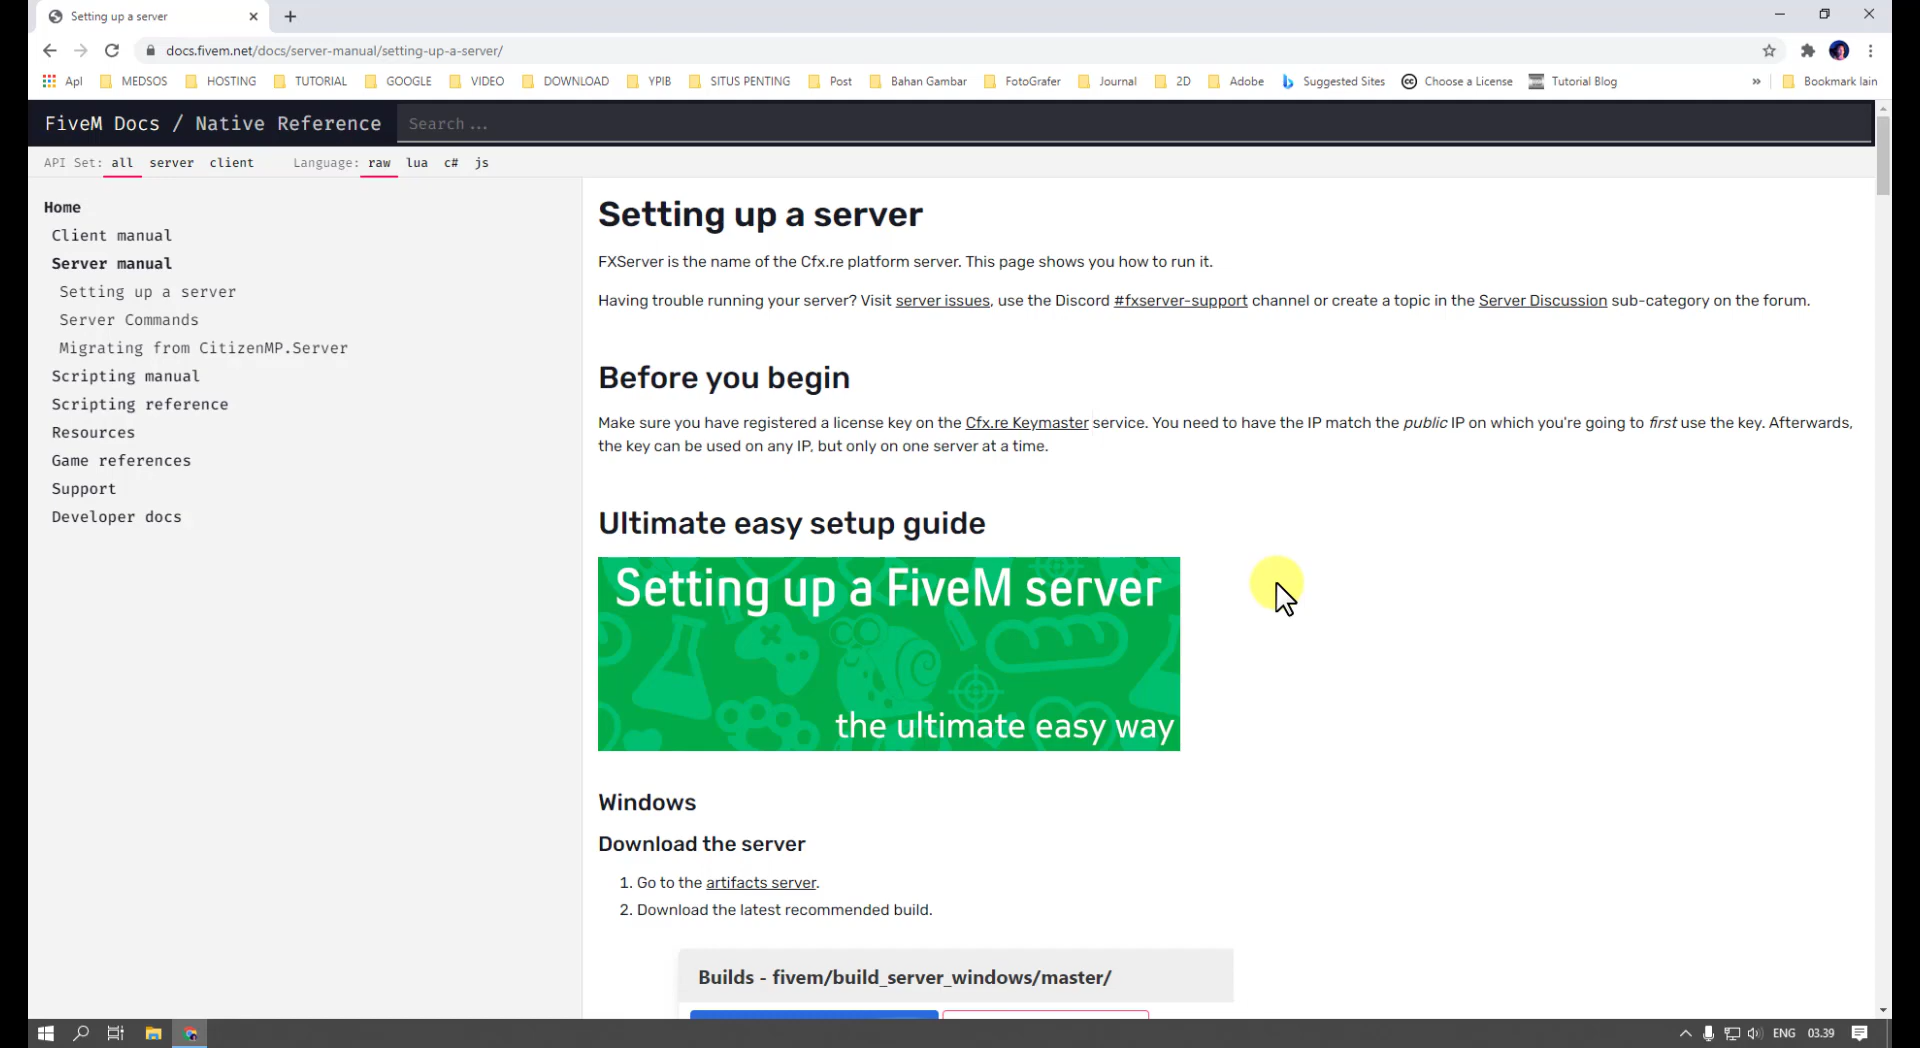 Setting up a server
docs.fivem.net/docs/server-manual/setting-up-a-server/
Apl MEDSOS HOSTING TUTORIAL GOOGLE VIDEO DOWNLOAD YPIB SITUS PENTING Post Bahan Gambar FotoGrafer Journal 2D Adobe Suggested Sites Choose a License Tutorial Blog » Bookmark lain
FiveM Docs / Native Reference Search ...
API Set: all server client Language: raw lua c# js
Home
Client manual
Server manual
Setting up a server
Server Commands
Migrating from CitizenMP.Server
Scripting manual
Scripting reference
Resources
Game references
Support
Developer docs
Setting up a server
FXServer is the name of the Cfx.re platform server. This page shows you how to run it.
Having trouble running your server? Visit server issues, use the Discord #fxserver-support channel or create a topic in the Server Discussion sub-category on the forum.
Before you begin
Make sure you have registered a license key on the Cfx.re Keymaster service. You need to have the IP match the public IP on which you're going to first use the key. Afterwards,
the key can be used on any IP, but only on one server at a time.
Ultimate easy setup guide
Setting up a FiveM server
the ultimate easy way
Windows
Download the server
1. Go to the artifacts server.
2. Download the latest recommended build.
Builds - fivem/build_server_windows/master/
ENG 03.39